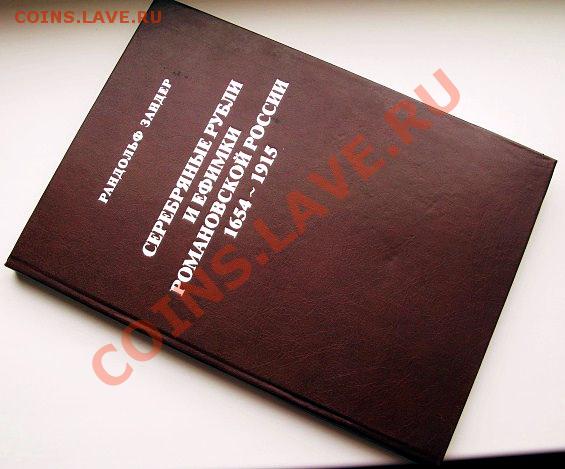 COINS.LAVE.RU
РАНДОЛЬФ ЗАНДЕР
СЕРЕБРЯНЫЕ РУБЛИ
И ЕФИМКИ
РОМАНОВСКОЙ РОССИИ
1654~1915
COINS.LAVE.RU